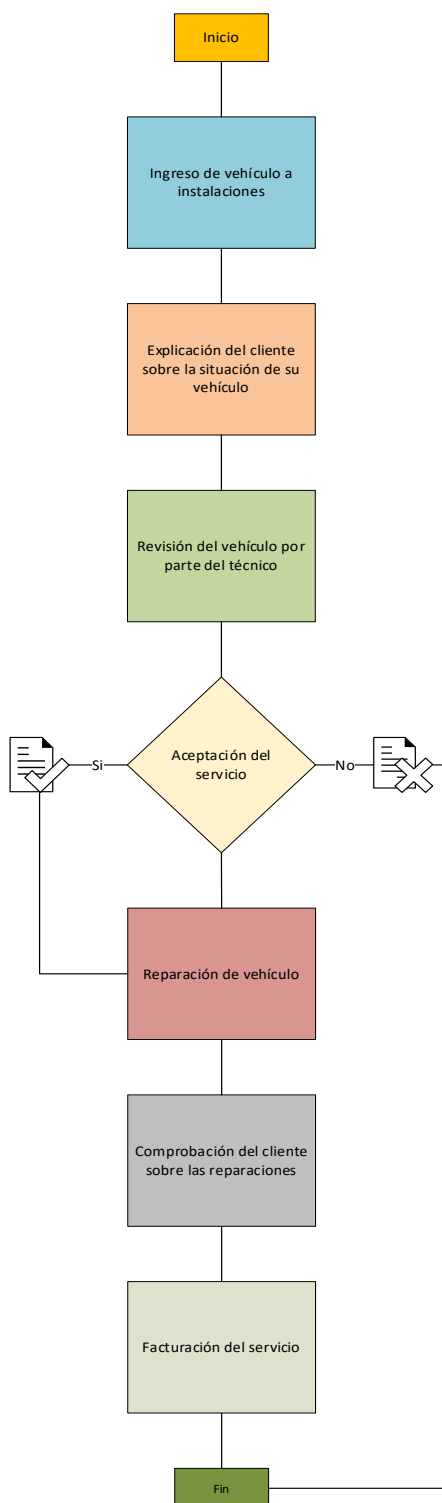 Inicio
Ingreso de vehículo a
instalaciones
Explicación del cliente
sobre la situación de su
vehículo
Revisión del vehículo por
parte del técnico
Aceptación del
servicio
Si
No
Reparación de vehículo
Comprobación del cliente
sobre las reparaciones
Facturación del servicio
Fin